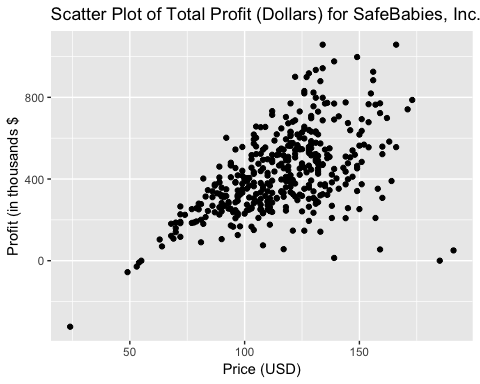 Scatter Plot of Total Profit (Dollars) for SafeBabies, Inc.
Profit (in thousands $
800
400
0
50
100
150
Price (USD)